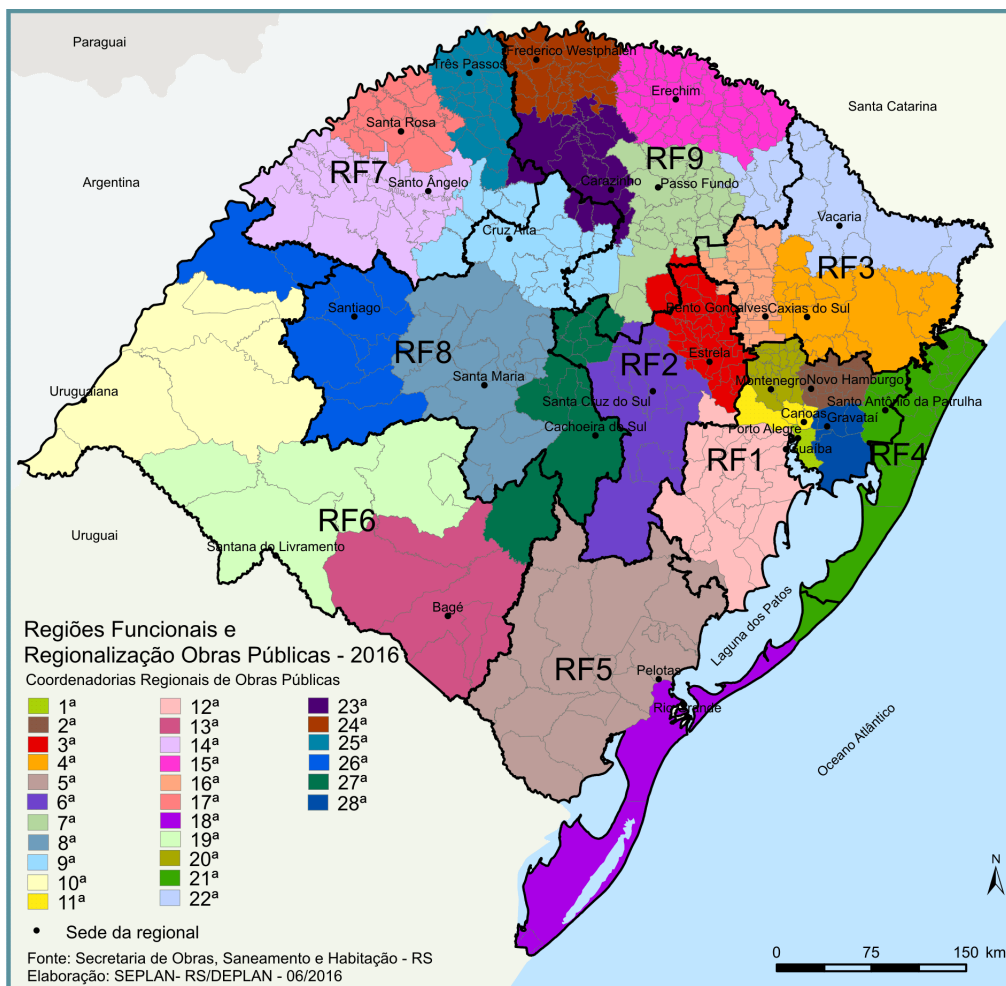 Paraguai
Frederico Westphalen
Três Passos
Erechim
Santa Catarina
Santa Rosa
RF9
RF7
Argentina
Santo Ângelo
Carazinho
Passo Fundo
Vacaria
Cruz Alta
RF3
Santiago
Bento Gonçalves
Caxias do Sul
RF8
Estrela
RF2
Santa Maria
Montenegro
Novo Hamburgo
Uruguaiana
Santa Cruz do Sul
Santo Antônio da Patrulha
Canoas
Gravataí
Cachoeira do Sul
Porto Alegre
Guaíba
RF4
RF1
RF6
Uruguai
Santana do Livramento
Bagé
Laguna dos Patos
RF5
Pelotas
Rio Grande
Oceano Atlântico
Regiões Funcionais e
Regionalização Obras Públicas - 2016
Coordenadorias Regionais de Obras Públicas
1ª
2ª
3ª
4ª
5ª
6ª
7ª
8ª
9ª
10ª
11ª
12ª
13ª
14ª
15ª
16ª
17ª
18ª
19ª
20ª
21ª
22ª
23ª
24ª
25ª
26ª
27ª
28ª
Sede da regional
Fonte: Secretaria de Obras, Saneamento e Habitação - RS
Elaboração: SEPLAN- RS/DEPLAN - 06/2016
N
0 75 150 km